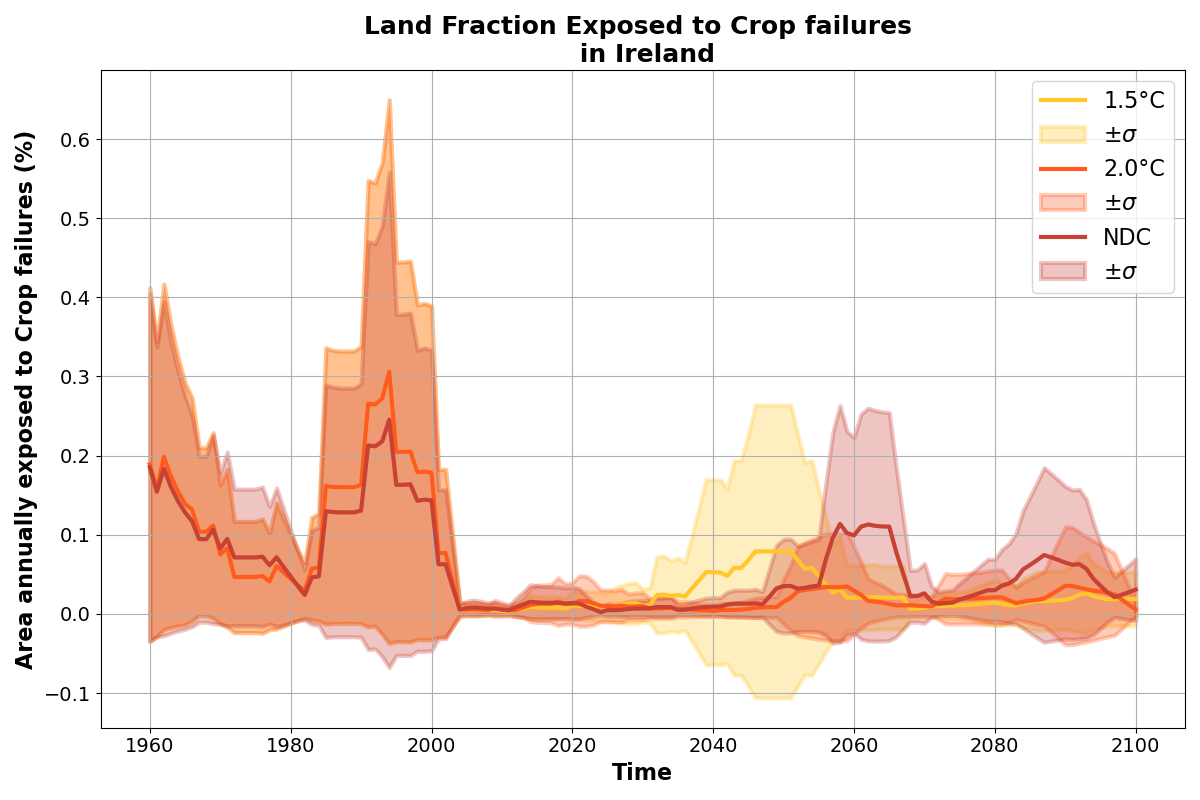 Land Fraction Exposed to Crop failures
in Ireland
Area annually exposed to Crop failures (%)
0.6
0.5
0.4
0.3
0.2
0.1
0.0
−0.1
1.5°C
±σ
2.0°C
±σ
NDC
±σ
1960
1980
2000
2020
2040
2060
2080
2100
Time